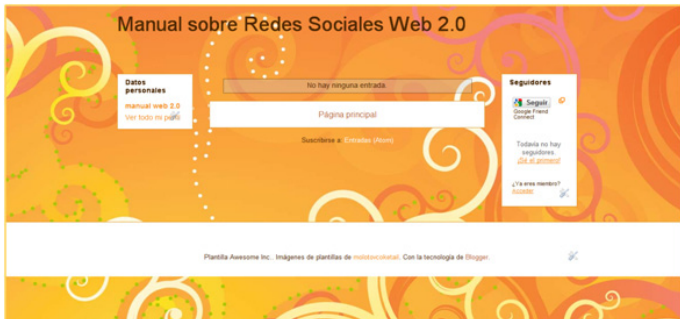 Manual sobre Redes Sociales Web 2.0
Datos
personales
manual web 2.0
Ver todo mi perfil
No hay ninguna entrada.
Página principal
Suscribirse a: Entradas (Atom)
Seguidores
Seguir
Google Friend
Connect
Todavía no hay
seguidores.
¡Sé el primero!
¿Ya eres miembro?
Acceder
Plantilla Awesome Inc.. Imágenes de plantillas de molotovcoketail. Con la tecnología de Blogger.